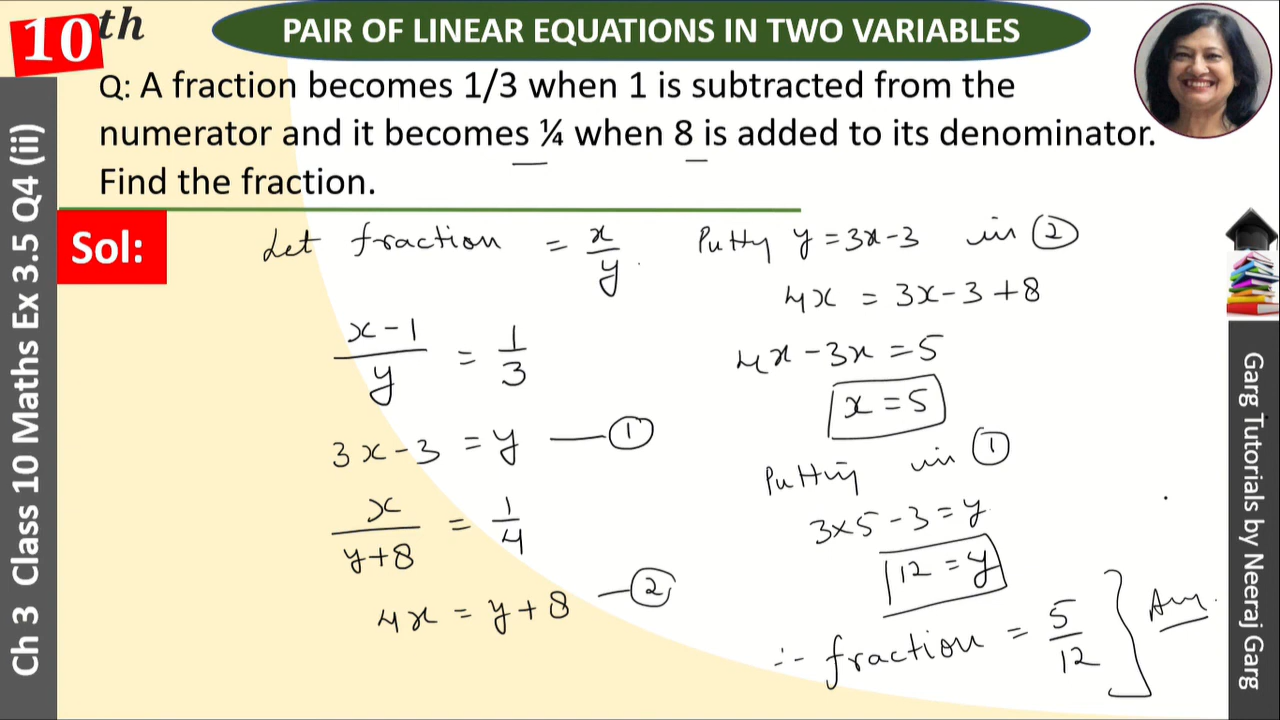 10th
PAIR OF LINEAR EQUATIONS IN TWO VARIABLES
Q: A fraction becomes 1/3 when 1 is subtracted from the
numerator and it becomes ¼ when 8 is added to its denominator.
Find the fraction.
Ch 3 Class 10 Maths Ex 3.5 Q4 (ii)
Sol:
Let fraction = x/y.
(x-1)/y = 1/3
3x-3 = y —①
x/(y+8) = 1/4
4x = y+8 —②
Putting y = 3x-3 in ②
4x = 3x-3+8
4x-3x = 5
x = 5
Putting in ①
3x5-3 = y
12 = y
∴ fraction = 5/12 ] Ans.
Garg Tutorials by Neeraj Garg